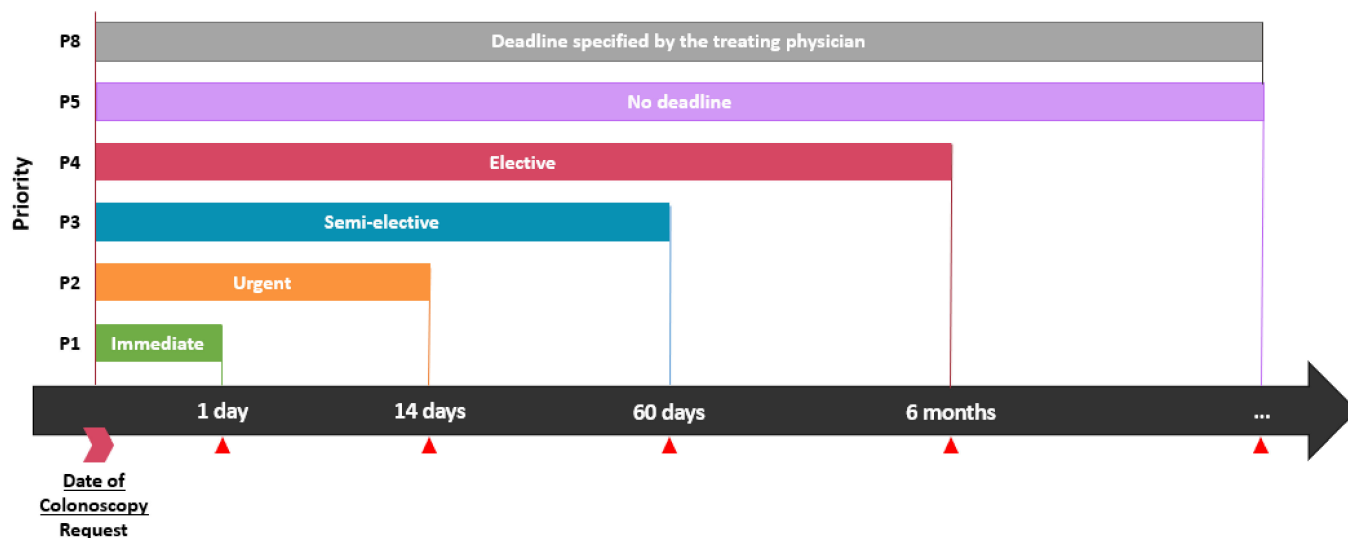 P8
Deadline specified by the treating physician
P5
No deadline
P4
Elective
Priority
P3
Semi-elective
P2
Urgent
P1
Immediate
1 day
14 days
60 days
6 months
...
Date of
Colonoscopy
Request